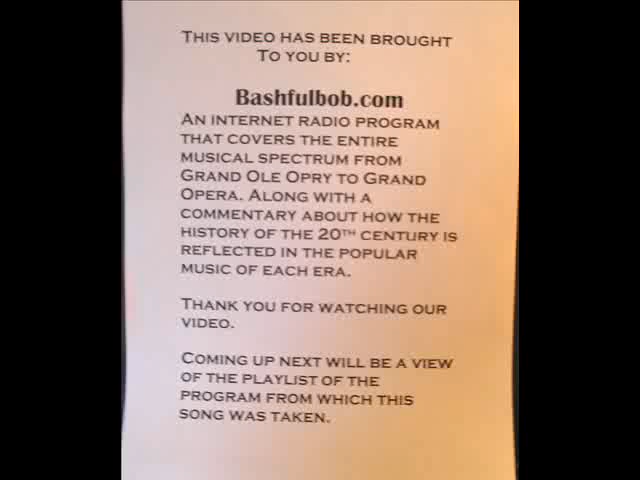 THIS VIDEO HAS BEEN BROUGHT
TO YOU BY:
Bashfulbob.com
AN INTERNET RADIO PROGRAM
THAT COVERS THE ENTIRE
MUSICAL SPECTRUM FROM
GRAND OLE OPRY TO GRAND
OPERA. ALONG WITH A
COMMENTARY ABOUT HOW THE
HISTORY OF THE 20TH CENTURY IS
REFLECTED IN THE POPULAR
MUSIC OF EACH ERA.
THANK YOU FOR WATCHING OUR
VIDEO.
COMING UP NEXT WILL BE A VIEW
OF THE PLAYLIST OF THE
PROGRAM FROM WHICH THIS
SONG WAS TAKEN.